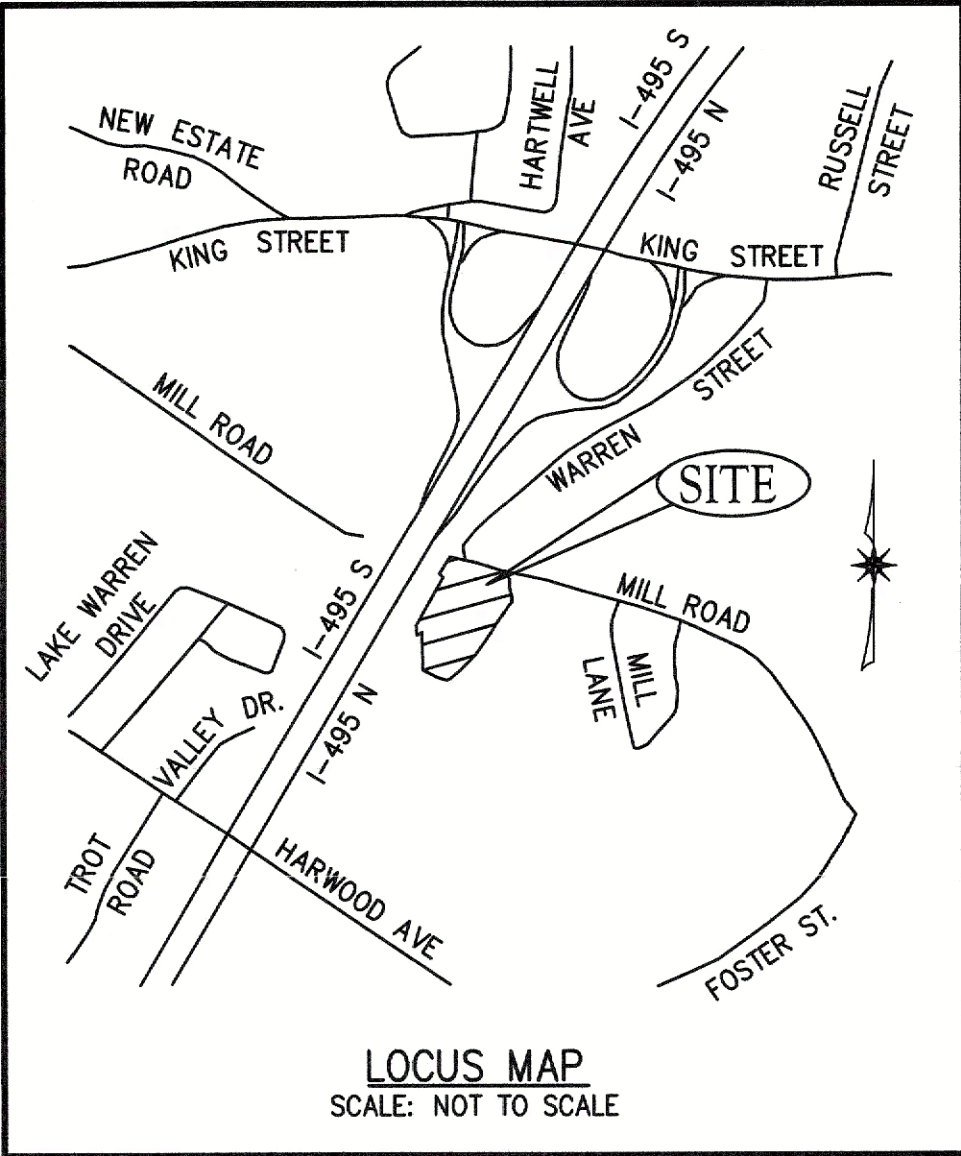 I-495 S
I-495 N
HARTWELL
AVE
RUSSELL
STREET
NEW ESTATE
ROAD
KING STREET
KING STREET
MILL ROAD
WARREN STREET
SITE
LAKE WARREN
DRIVE
I-495 S
I-495 N
MILL ROAD
MILL
LANE
VALLEY DR.
TROT
ROAD
HARWOOD AVE
FOSTER ST.
LOCUS MAP
SCALE: NOT TO SCALE